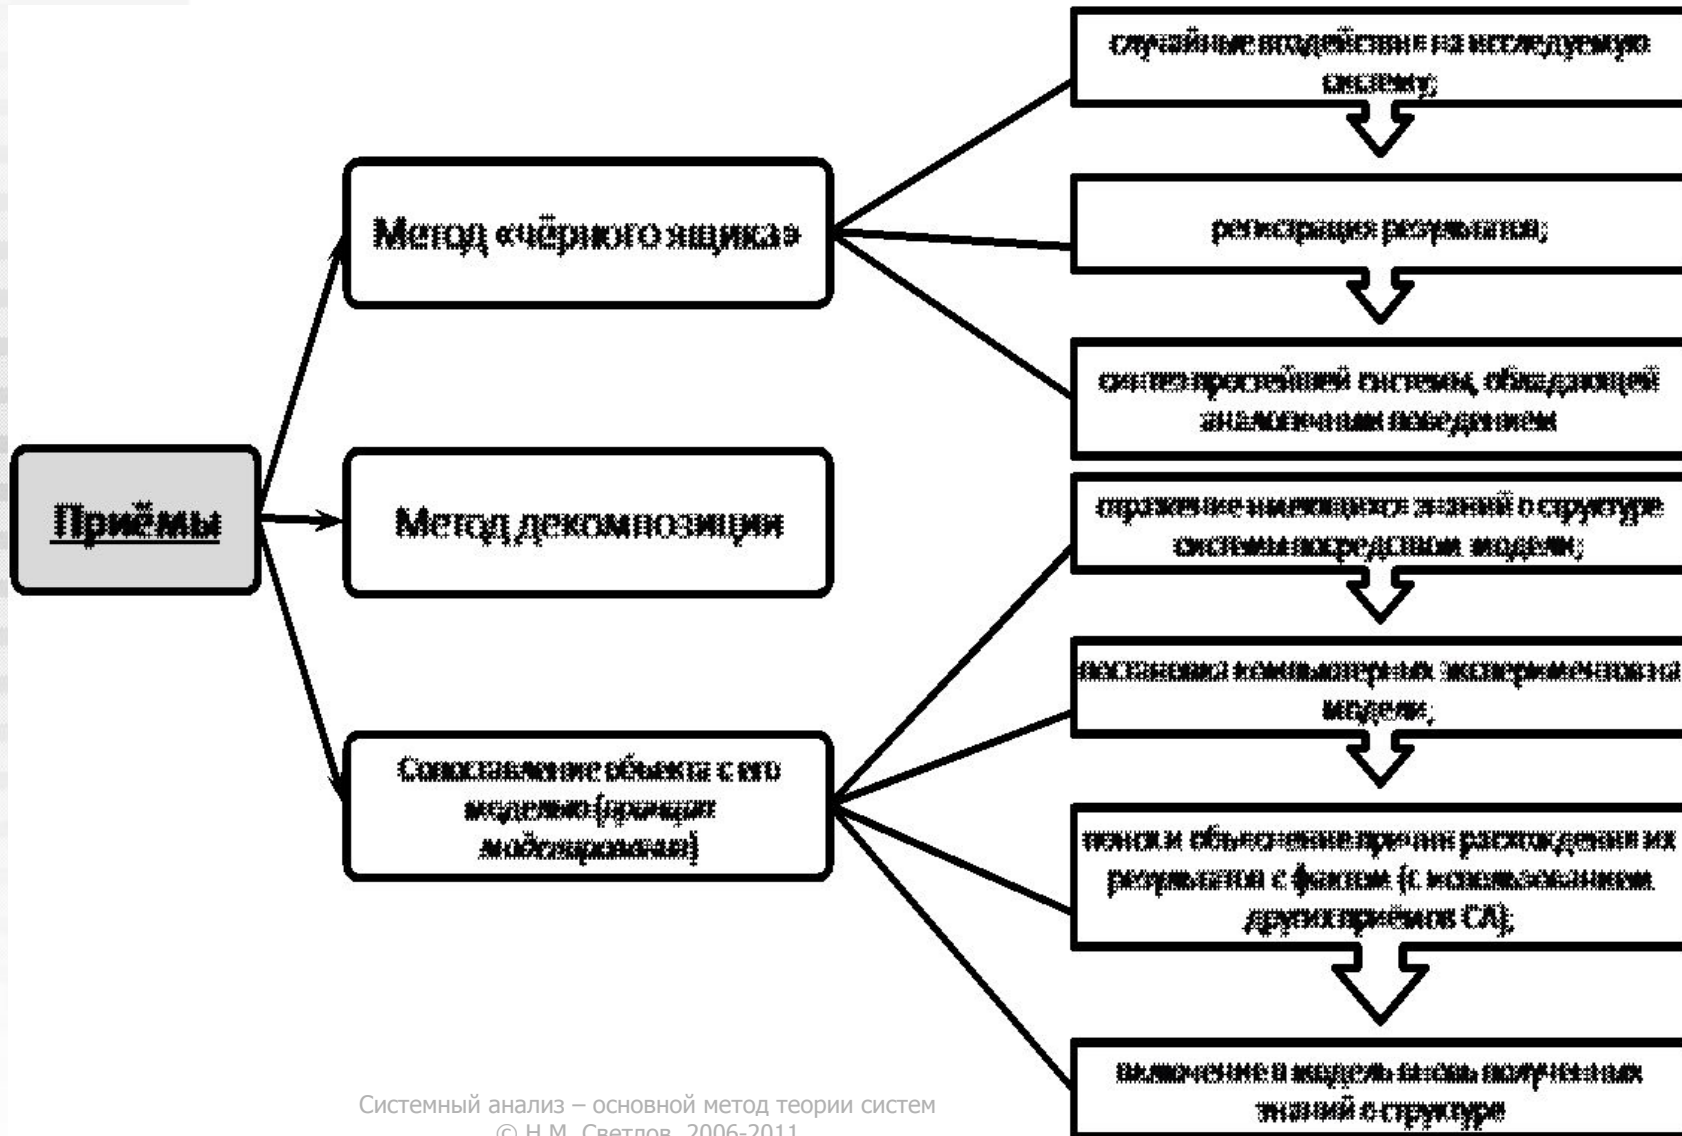 случайные воздействия на исследуемую
систему;
Метод «чёрного ящика»
регистрация результатов;
синтез простейшей системы, обладающей
аналогичным поведением
Приёмы
Метод декомпозиции
отражение имеющихся знаний о структуре
системы посредством модели;
постановка компьютерных экспериментов на
модели;
Сопоставление объекта с его
моделью (принцип
моделирования)
поиск и объяснение причин расхождения их
результатов с фактом (с использованием
других приёмов СА);
включение в модель вновь полученных
знаний о структуре
Системный анализ – основной метод теории систем
© Н.М. Светлов, 2006-2011